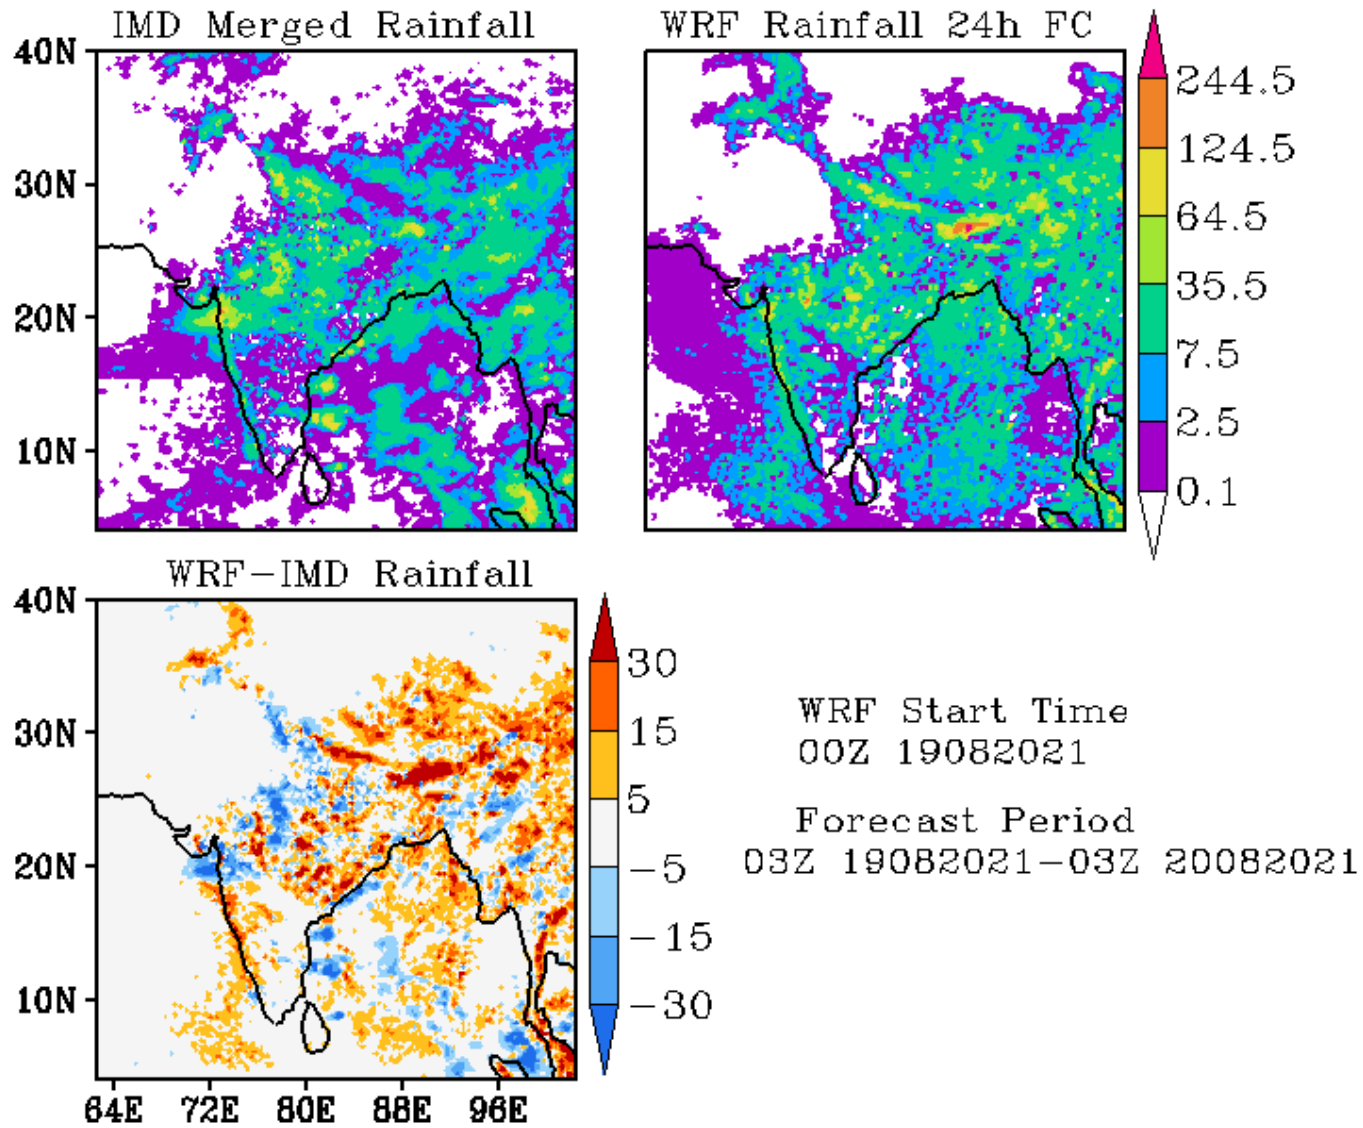 IMD Merged Rainfall
WRF Rainfall 24h FC
40N
30N
20N
10N
244.5
124.5
64.5
35.5
7.5
2.5
0.1
WRF-IMD Rainfall
40N
30N
20N
10N
64E 72E 80E 88E 96E
30
15
5
-5
-15
-30
WRF Start Time
00Z 19082021
Forecast Period
03Z 19082021-03Z 20082021